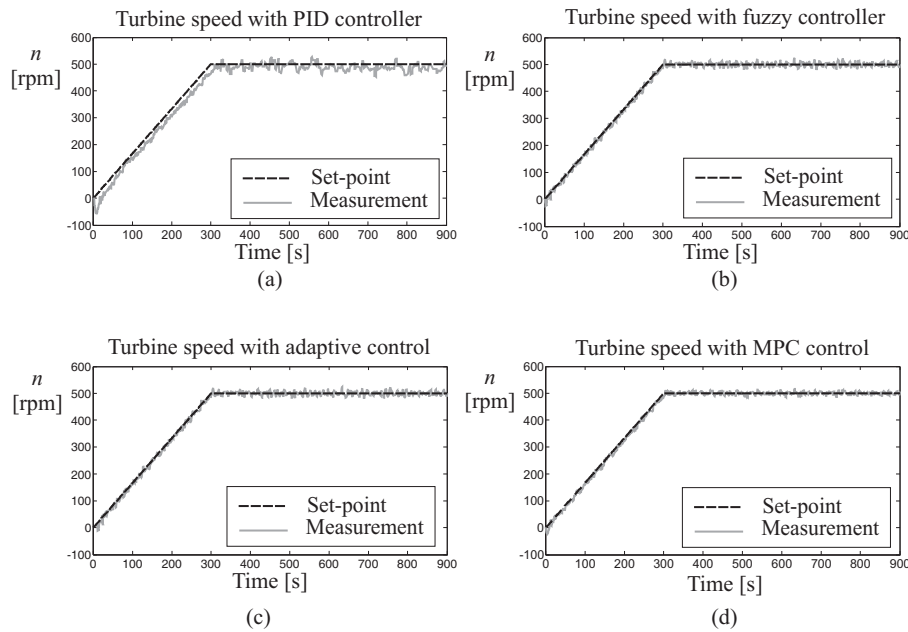 Turbine speed with PID controller
n
[rpm]
600
500
400
300
200
100
0
-100
0 100 200 300 400 500 600 700 800 900
Set-point
Measurement
Time [s]
(a)
Turbine speed with fuzzy controller
n
[rpm]
600
500
400
300
200
100
0
-100
0 100 200 300 400 500 600 700 800 900
Set-point
Measurement
Time [s]
(b)
Turbine speed with adaptive control
n
[rpm]
600
500
400
300
200
100
0
-100
0 100 200 300 400 500 600 700 800 900
Set-point
Measurement
Time [s]
(c)
Turbine speed with MPC control
n
[rpm]
600
500
400
300
200
100
0
-100
0 100 200 300 400 500 600 700 800 900
Set-point
Measurement
Time [s]
(d)